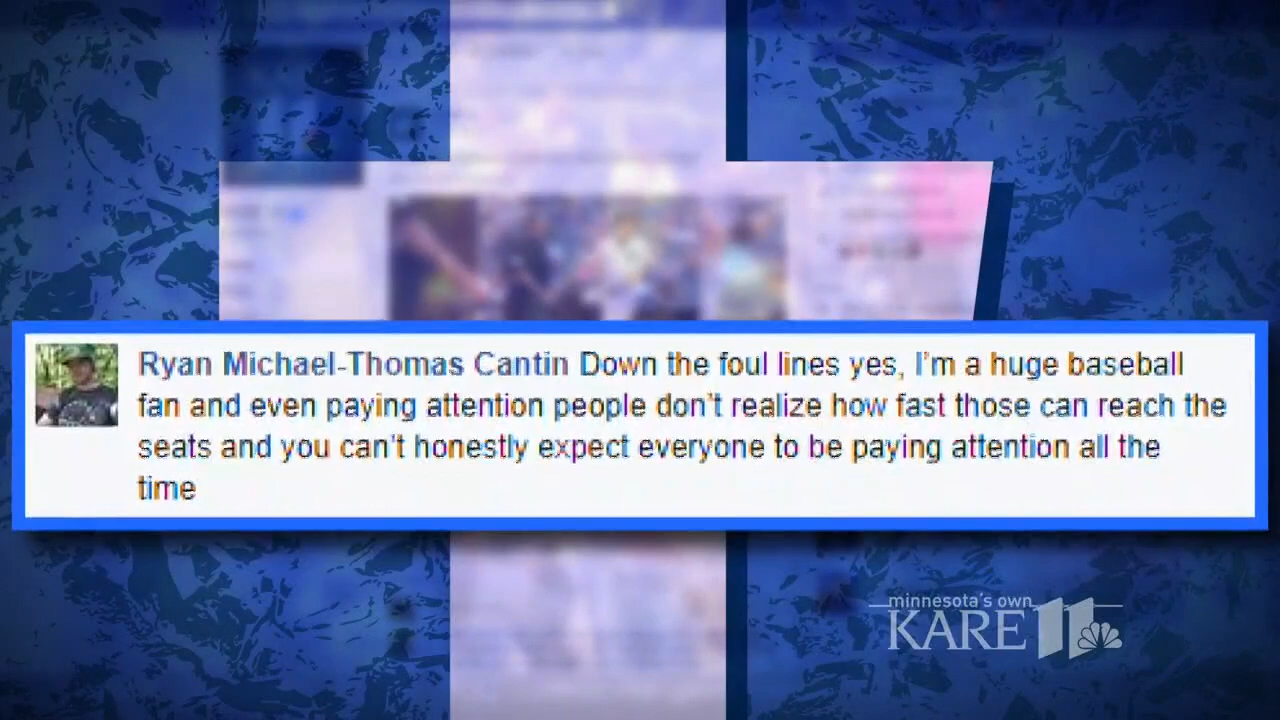 Ryan Michael-Thomas Cantin Down the foul lines yes, I'm a huge baseball
fan and even paying attention people don't realize how fast those can reach the
seats and you can't honestly expect everyone to be paying attention all the
time
minnesota's own
KARE 11